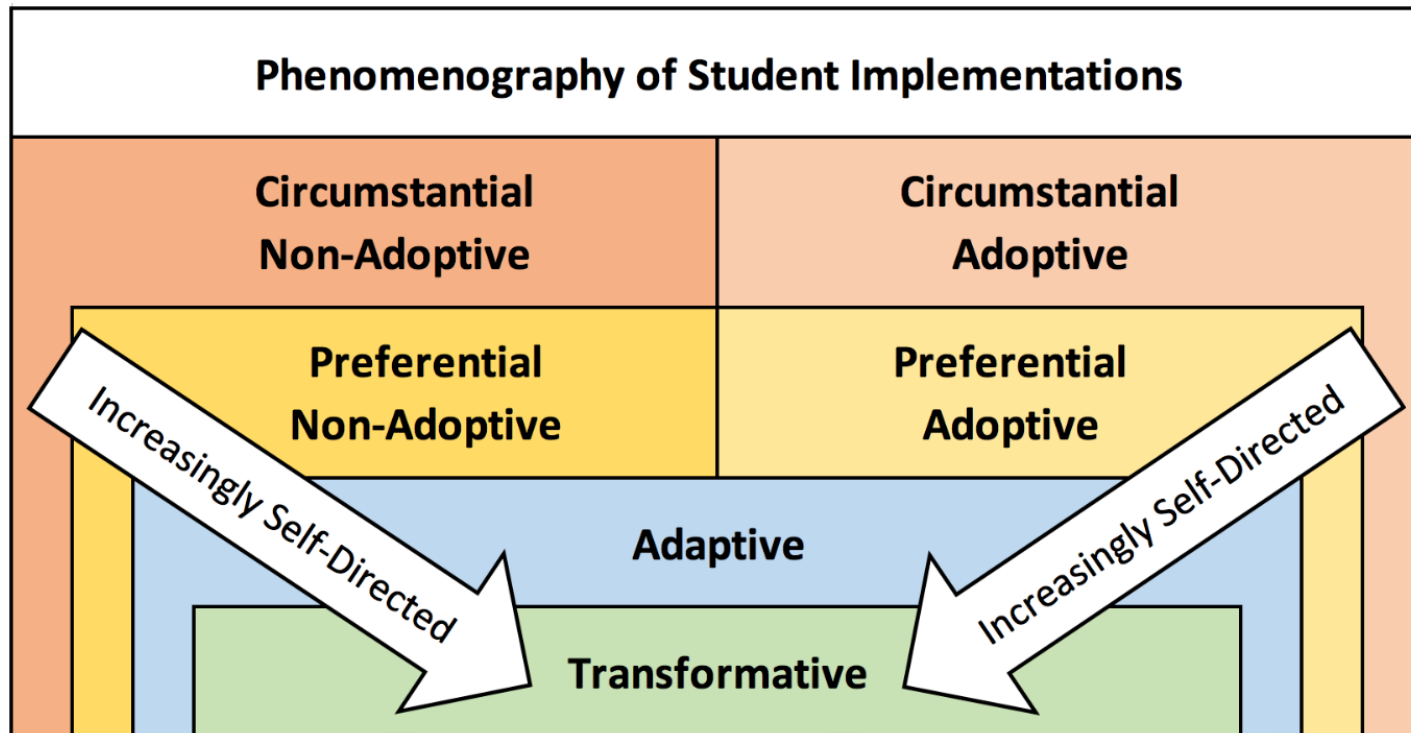 Phenomenography of Student Implementations
Circumstantial
Non-Adoptive
Circumstantial
Adoptive
Preferential
Non-Adoptive
Preferential
Adoptive
Increasingly Self-Directed
Increasingly Self-Directed
Adaptive
Transformative